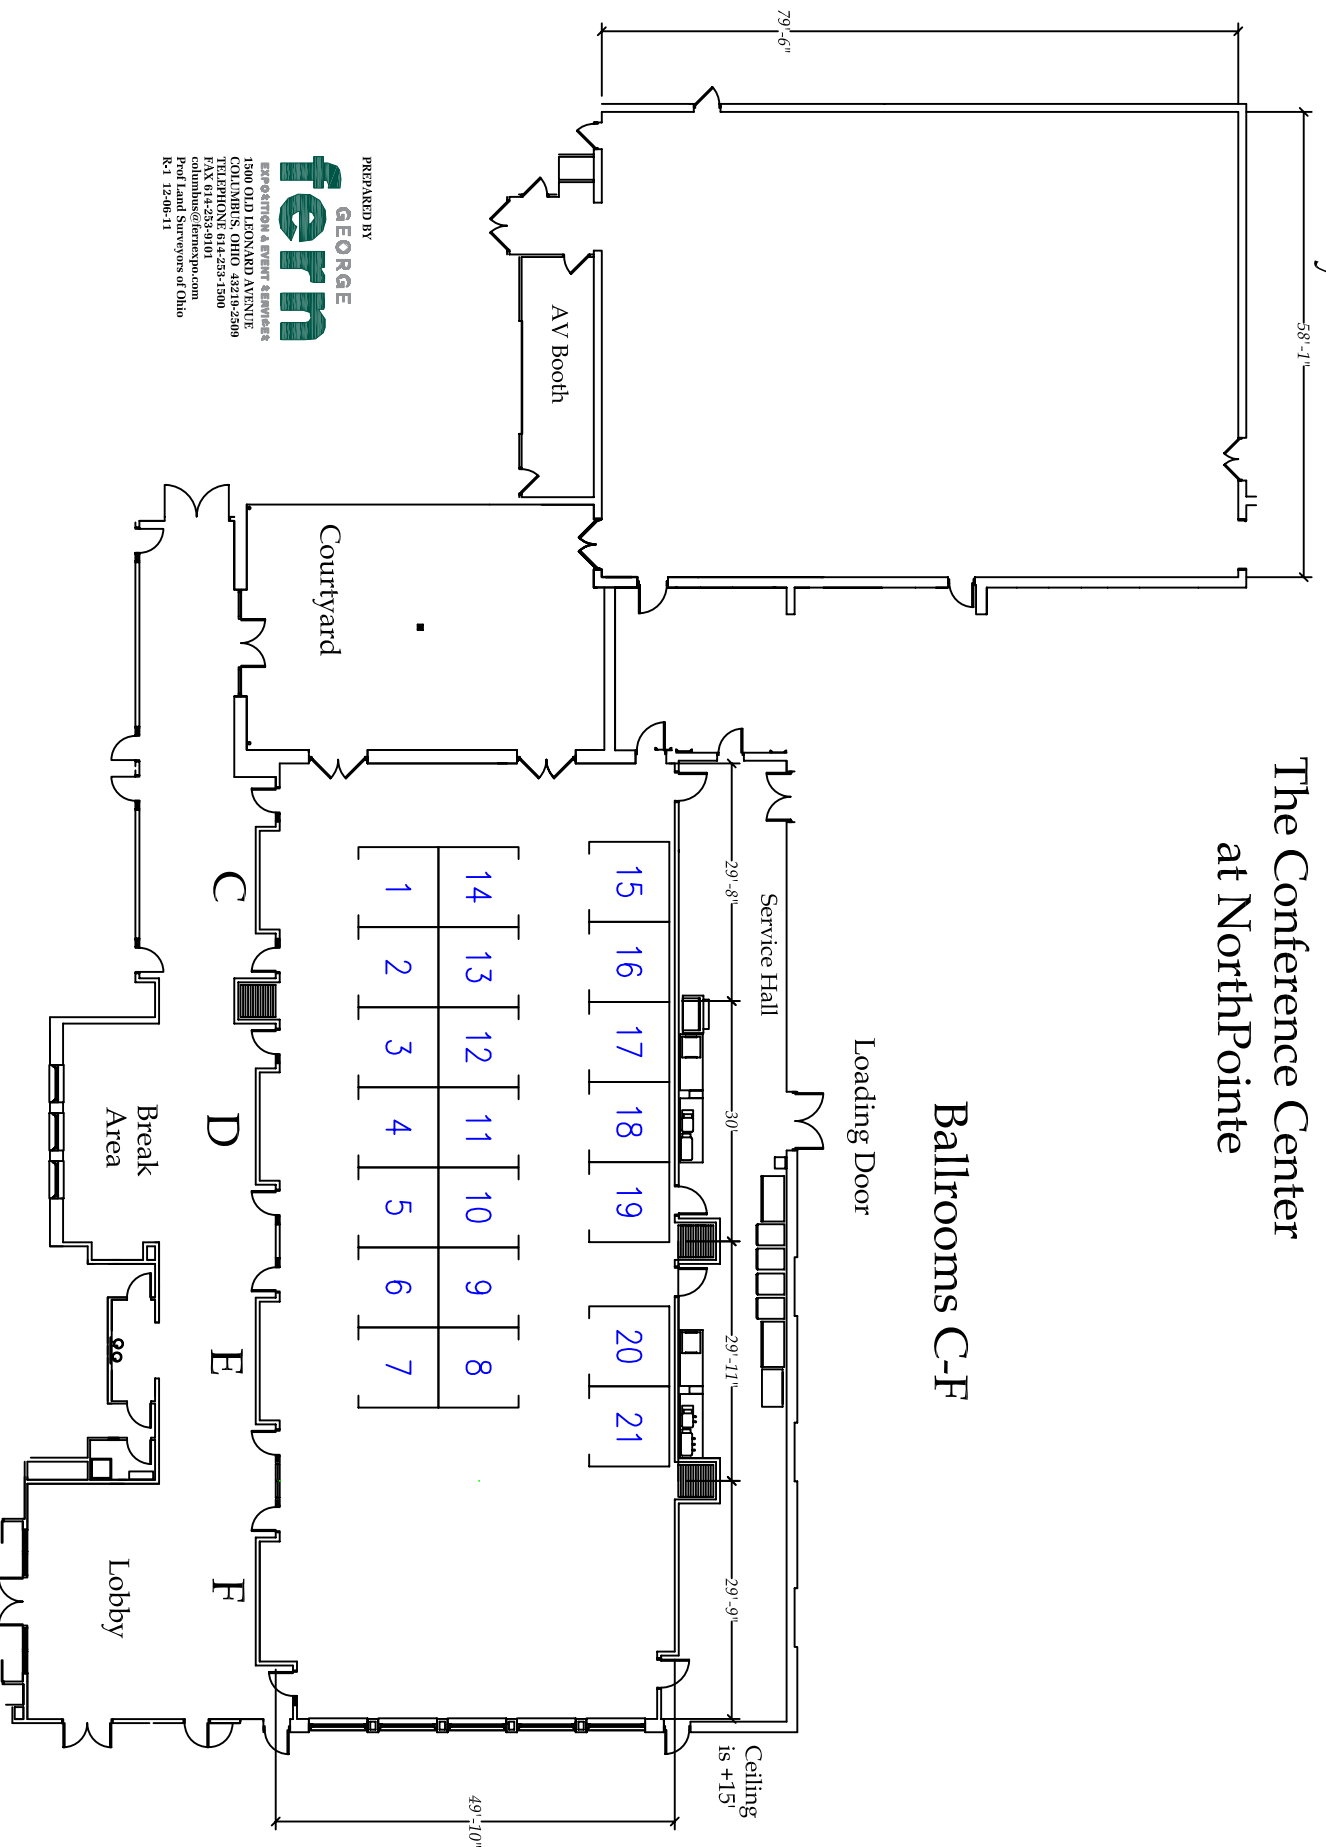 The Conference Center
at NorthPointe
Ballrooms C-F
Loading Door
Service Hall
58'-1"
79'-6"
AV Booth
Courtyard
29'-8"
30'
29'-11"
29'-9"
Ceiling
is +15'
49'-10"
15
16
17
18
19
20
21
14
13
12
11
10
9
8
1
2
3
4
5
6
7
C
D
E
F
Break
Area
Lobby
PREPARED BY
GEORGE
fern
EXPOSITION & EVENT SERVICES
1500 OLD LEONARD AVENUE
COLUMBUS, OHIO 43219-2509
TELEPHONE 614-253-1500
FAX 614-253-9101
columbus@fernexpo.com
Prof Land Surveyors of Ohio
R-1 12-06-11